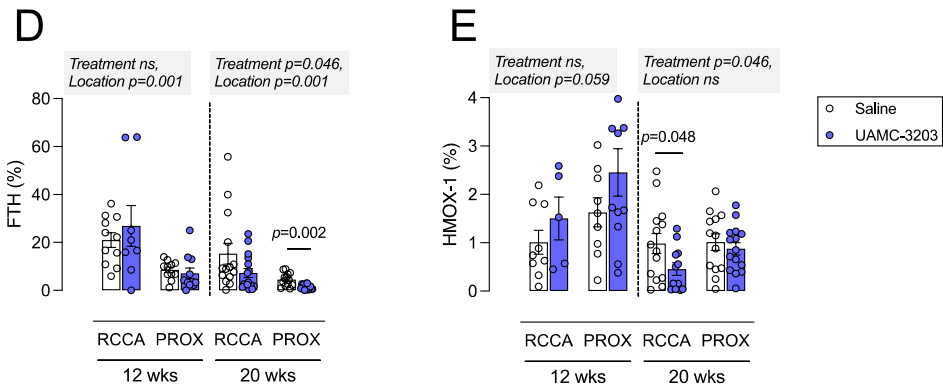 D
Treatment ns,
Location p=0.001
Treatment p=0.046,
Location p=0.001
FTH (%)
80
60
40
20
0
p=0.002
RCCA PROX RCCA PROX
12 wks 20 wks
E
Treatment ns,
Location p=0.059
Treatment p=0.046,
Location ns
HMOX-1 (%)
4
3
2
1
0
p=0.048
RCCA PROX RCCA PROX
12 wks 20 wks
Saline
UAMC-3203